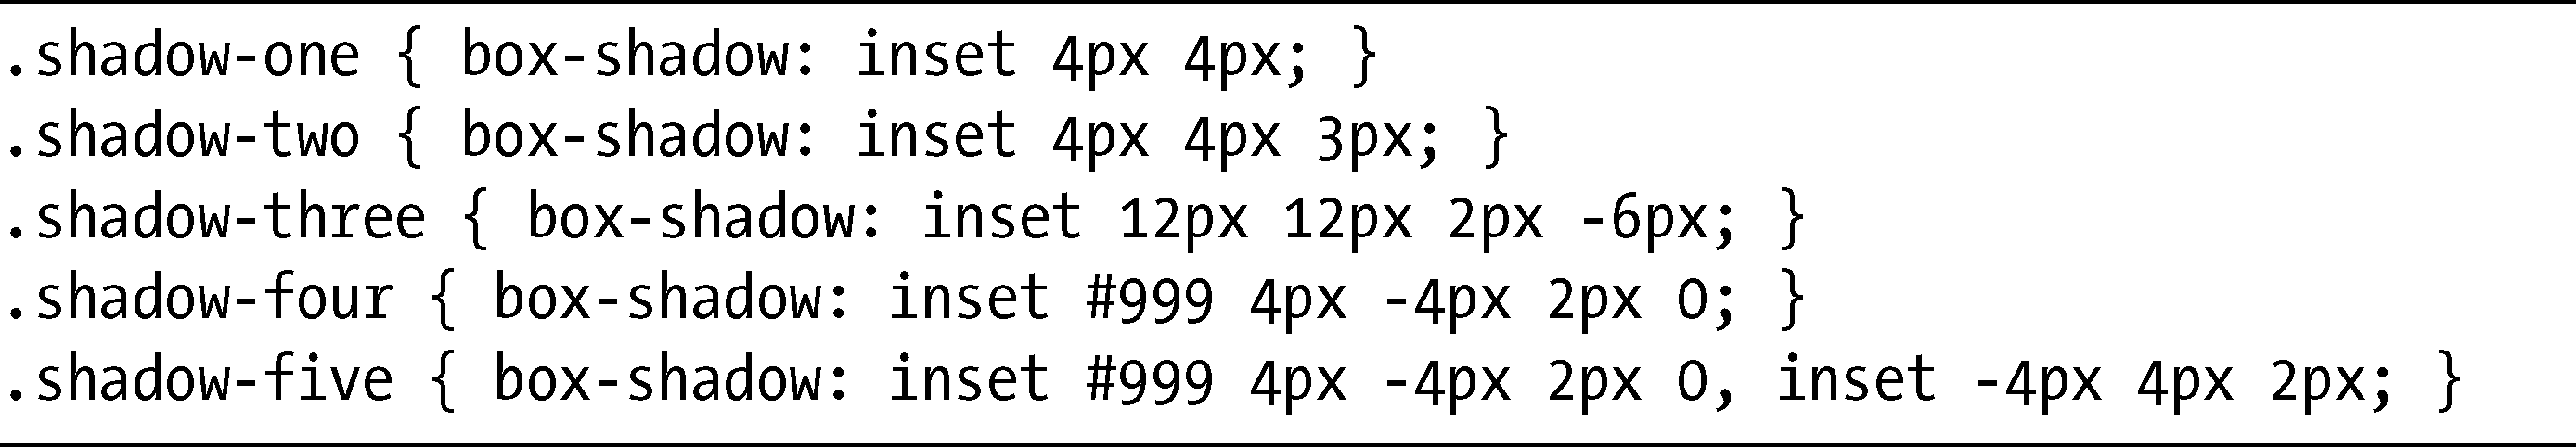 .shadow-one { box-shadow: inset 4px 4px; }
.shadow-two { box-shadow: inset 4px 4px 3px; }
.shadow-three { box-shadow: inset 12px 12px 2px -6px; }
.shadow-four { box-shadow: inset #999 4px -4px 2px 0; }
.shadow-five { box-shadow: inset #999 4px -4px 2px 0, inset -4px 4px 2px; }